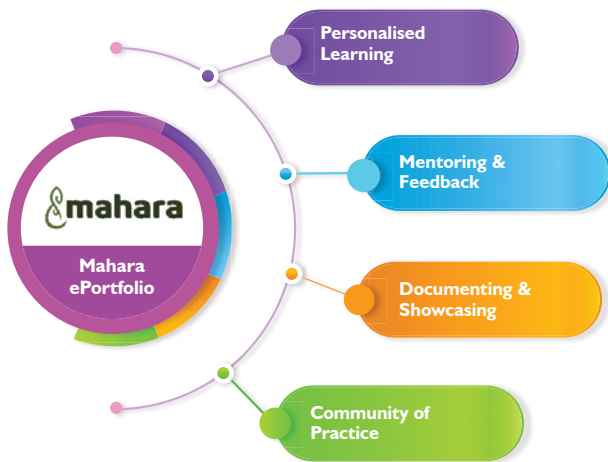 Personalised
Learning
mahara
Mahara
ePortfolio
Mentoring &
Feedback
Documenting &
Showcasing
Community of
Practice